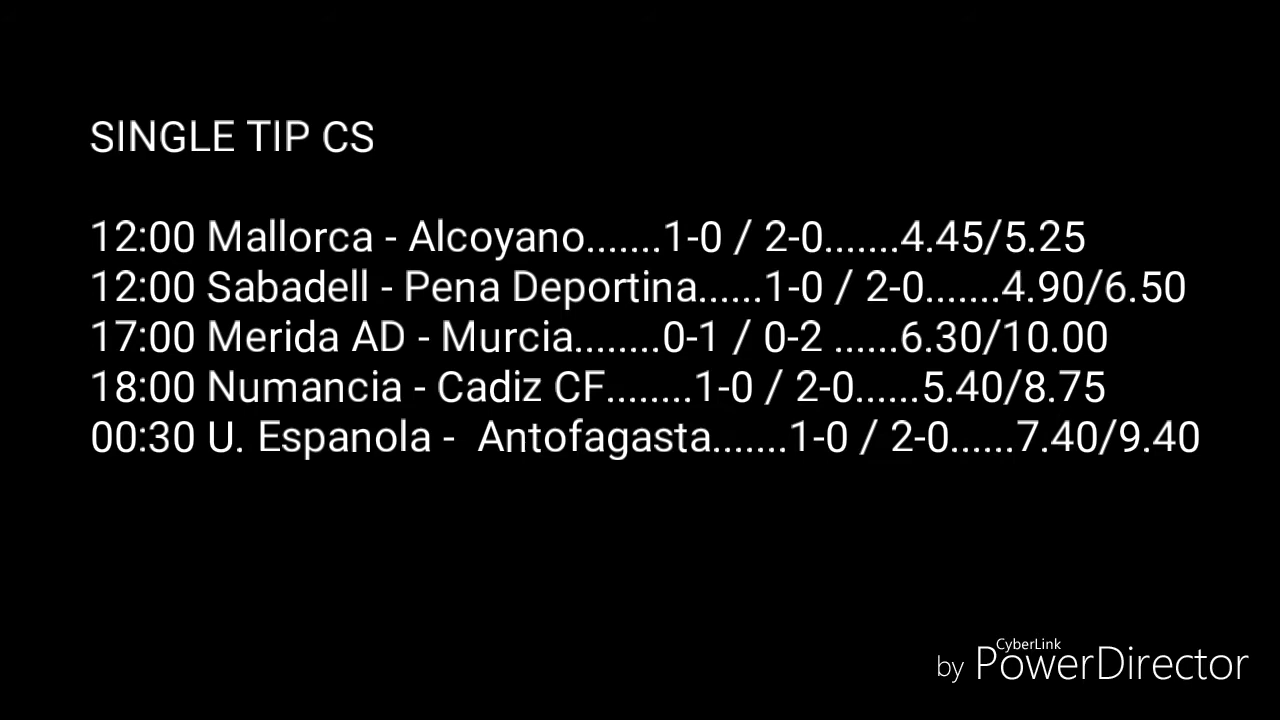 SINGLE TIP CS
12:00 Mallorca - Alcoyano.......1-0 / 2-0.......4.45/5.25
12:00 Sabadell - Pena Deportina......1-0 / 2-0.......4.90/6.50
17:00 Merida AD - Murcia........0-1 / 0-2 ......6.30/10.00
18:00 Numancia - Cadiz CF........1-0 / 2-0......5.40/8.75
00:30 U. Espanola -  Antofagasta.......1-0 / 2-0......7.40/9.40
CyberLink
by PowerDirector